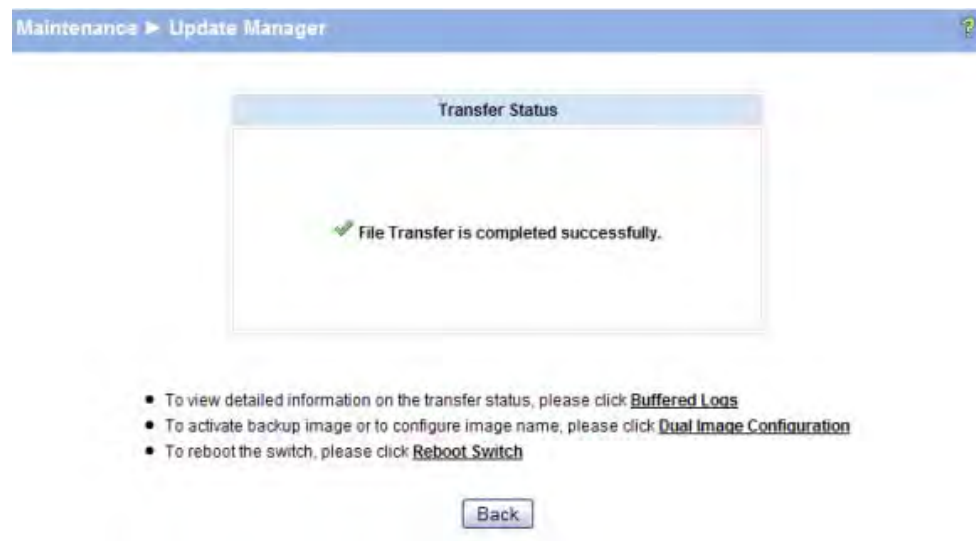 Maintenance ► Update Manager
?
Transfer Status
File Transfer is completed successfully.
• To view detailed information on the transfer status, please click Buffered Logs
• To activate backup image or to configure image name, please click Dual Image Configuration
• To reboot the switch, please click Reboot Switch
Back